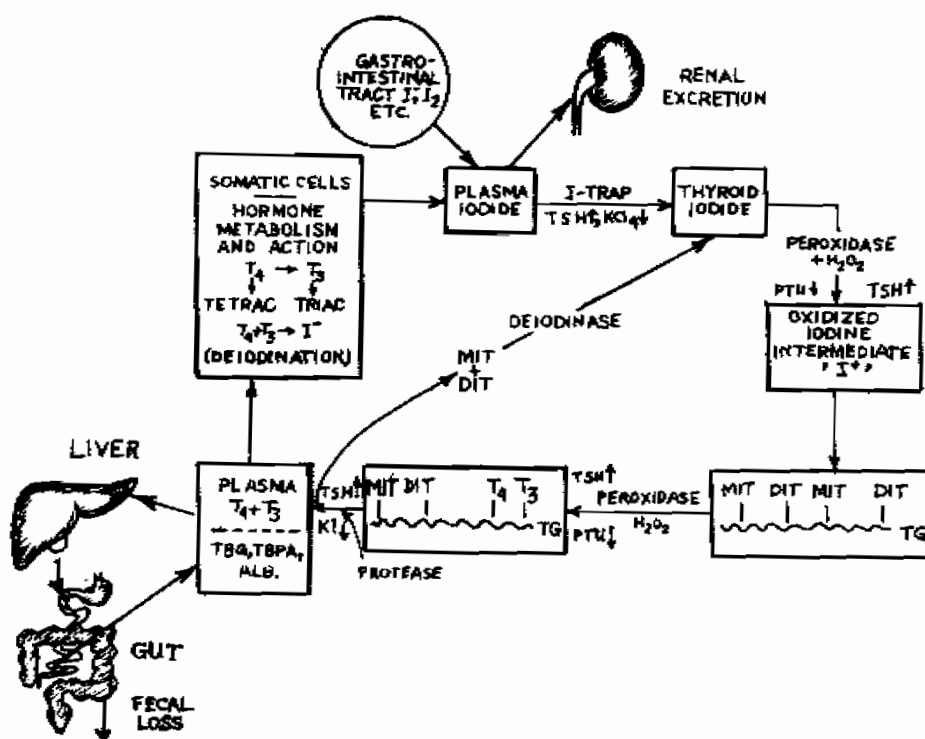 GASTRO-
INTESTINAL
TRACT I⁻, I₂
ETC.
RENAL
EXCRETION
SOMATIC CELLS
HORMONE
METABOLISM
AND ACTION
T₄ → T₃
TETRAC TRIAC
T₄+T₃→ I⁻
(DEIODINATION)
PLASMA
IODIDE
I-TRAP
TSH↑, KClO₄↓
THYROID
IODIDE
PEROXIDASE
+H₂O₂
PTU↓ TSH↑
OXIDIZED
IODINE
INTERMEDIATE
"I⁺"
DEIODINASE
MIT
+
DIT
LIVER
PLASMA
T₄+T₃
TBG, TBPA,
ALB.
TSH↑
KI↓
PROTEASE
MIT DIT T₄ T₃
TG
TSH↑
PEROXIDASE
H₂O₂
PTU↓
MIT DIT MIT DIT
TG
GUT
FECAL
LOSS